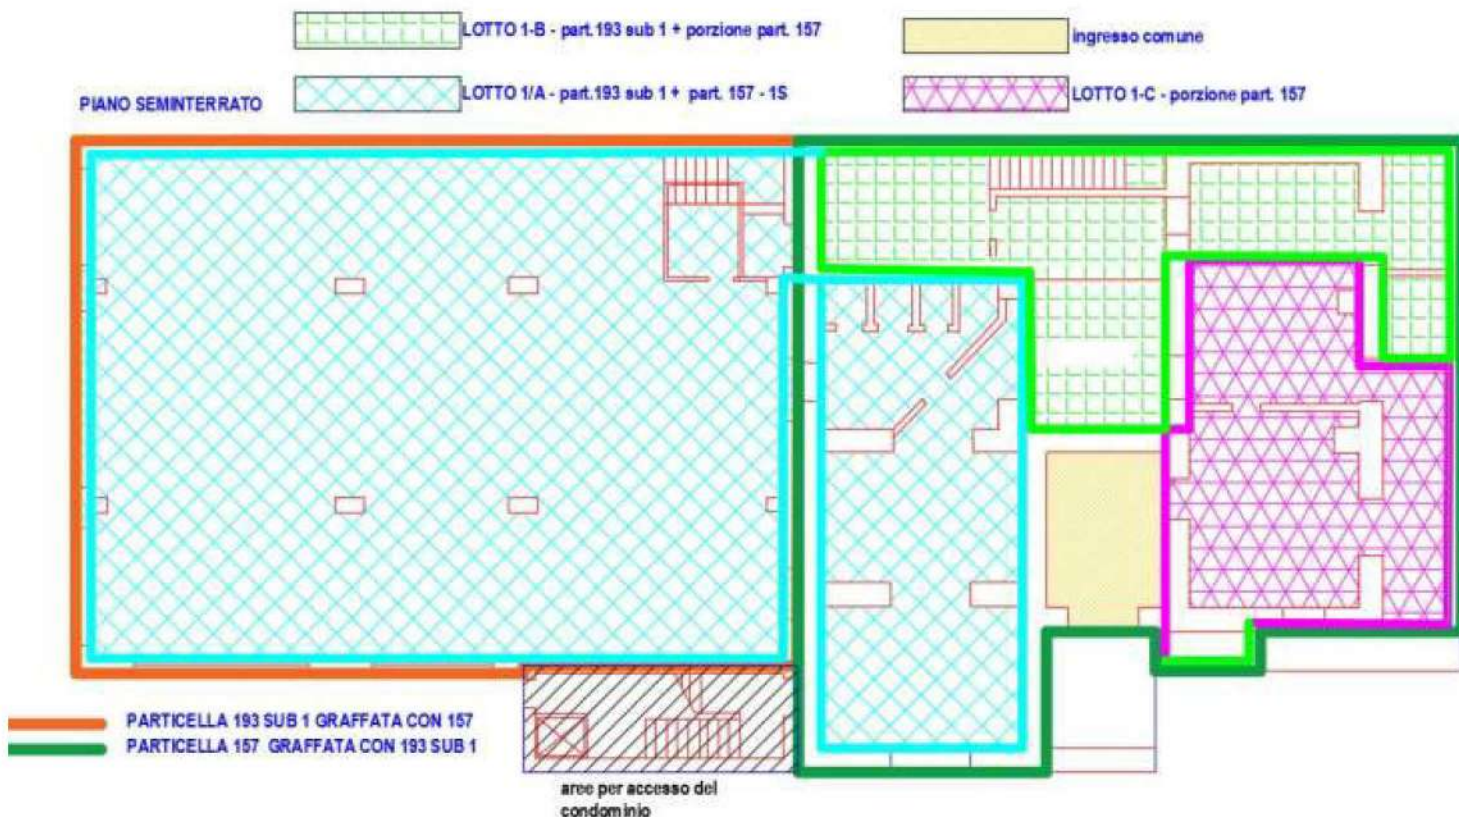 LOTTO 1-B - part.193 sub 1 + porzione part. 157
ingresso comune
PIANO SEMINTERRATO
LOTTO 1/A - part.193 sub 1 + part. 157 - 1S
LOTTO 1-C - porzione part. 157
PARTICELLA 193 SUB 1 GRAFFATA CON 157
PARTICELLA 157 GRAFFATA CON 193 SUB 1
aree per accesso del
condominio